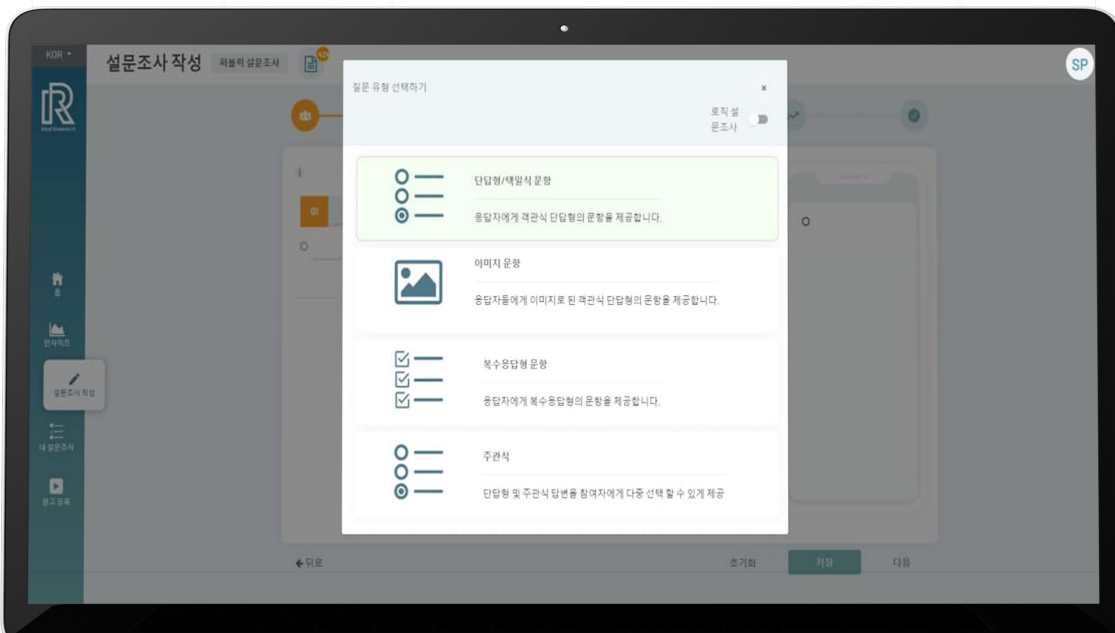 KOR
설문조사 작성
퍼블릭 설문조사
SP
R
Real Research
질문 유형 선택하기
x
로직 설
문조사
단답형/택일식 문항
응답자에게 객관식 단답형의 문항을 제공합니다.
이미지 문항
응답자들에게 이미지로 된 객관식 단답형의 문항을 제공합니다.
복수응답형 문항
응답자에게 복수응답형의 문항을 제공합니다.
주관식
단답형 및 주관식 답변을 참여자에게 다중 선택 할 수 있게 제공
홈
인사이트
설문조사 작성
내 설문조사
광고 등록
뒤로
초기화
저장
다음